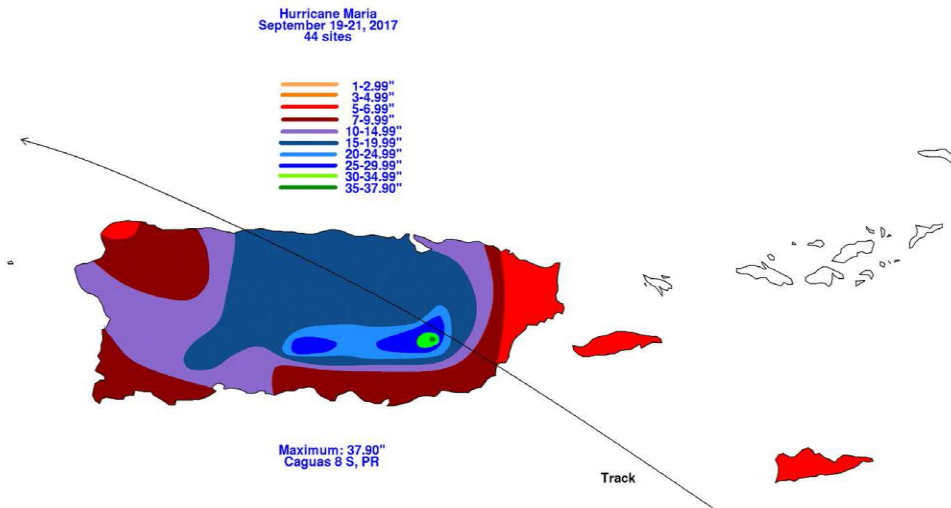 Hurricane Maria
September 19-21, 2017
44 sites
1-2.99"
3-4.99"
5-6.99"
7-9.99"
10-14.99"
15-19.99"
20-24.99"
25-29.99"
30-34.99"
35-37.90"
Maximum: 37.90"
Caguas 8 S, PR
Track